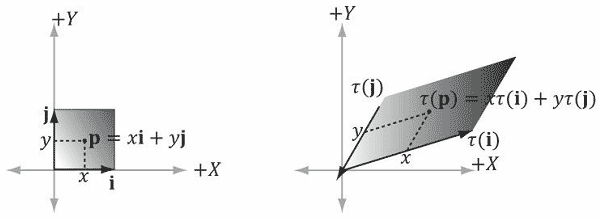 +Y
j
y
p = xi + yj
x
i
+X
+Y
τ(j)
τ(p) = xτ(i) + yτ(j)
y
τ(i)
x
+X